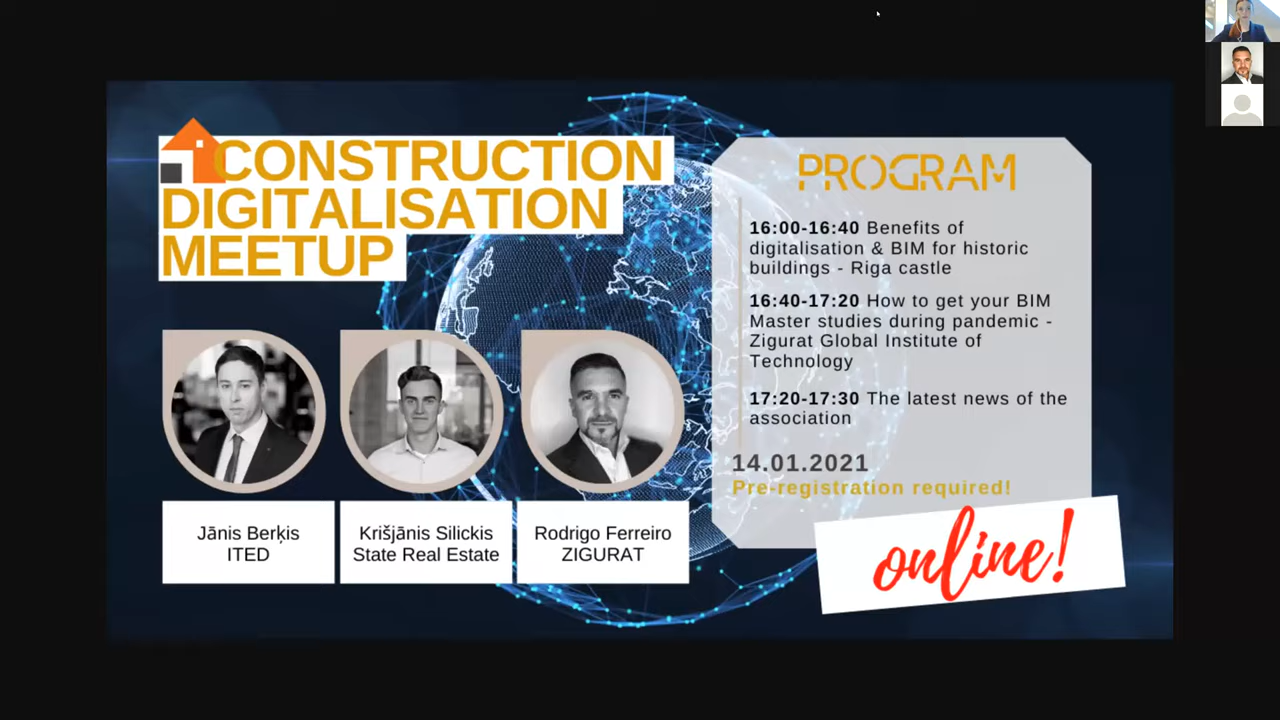 CONSTRUCTION
DIGITALISATION
MEETUP
Jānis Berķis
ITED
Krišjānis Silickis
State Real Estate
Rodrigo Ferreiro
ZIGURAT
PROGRAM
16:00-16:40 Benefits of
digitalisation & BIM for historic
buildings - Riga castle
16:40-17:20 How to get your BIM
Master studies during pandemic -
Zigurat Global Institute of
Technology
17:20-17:30 The latest news of the
association
14.01.2021
Pre-registration required!
online!